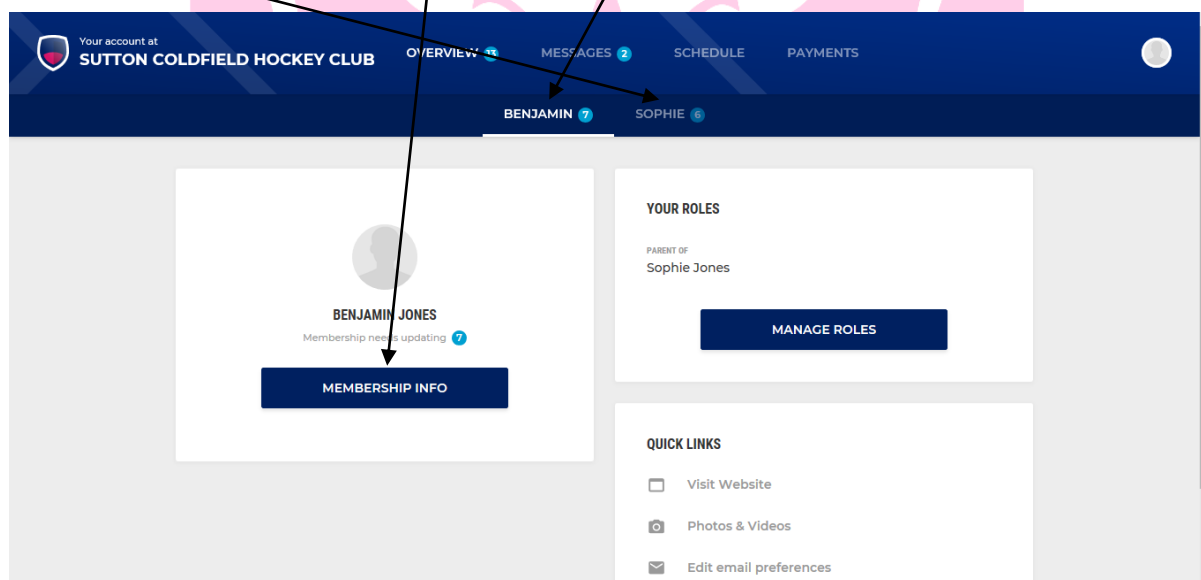 Your account at
SUTTON COLDFIELD HOCKEY CLUB
OVERVIEW 13 MESSAGES 2 SCHEDULE PAYMENTS
BENJAMIN 7 SOPHIE 6
BENJAMIN JONES
Membership needs updating 7
MEMBERSHIP INFO
YOUR ROLES
PARENT OF
Sophie Jones
MANAGE ROLES
QUICK LINKS
Visit Website
Photos & Videos
Edit email preferences